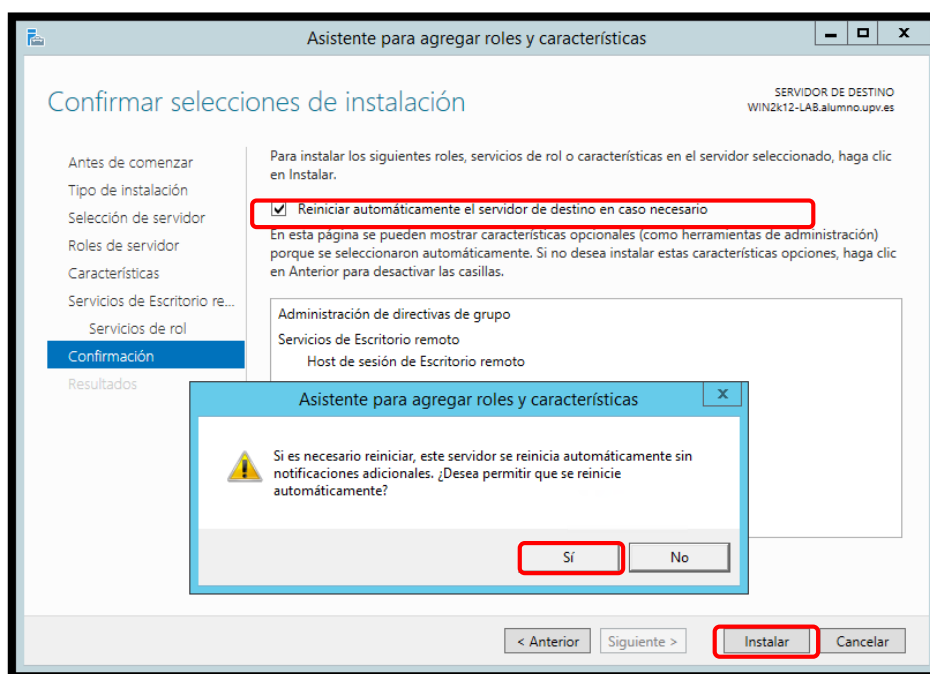 Asistente para agregar roles y características
Confirmar selecciones de instalación
SERVIDOR DE DESTINO
WIN2k12-LAB.alumno.upv.es
Antes de comenzar
Tipo de instalación
Selección de servidor
Roles de servidor
Características
Servicios de Escritorio re...
Servicios de rol
Confirmación
Resultados
Para instalar los siguientes roles, servicios de rol o características en el servidor seleccionado, haga clic
en Instalar.
Reiniciar automáticamente el servidor de destino en caso necesario
En esta página se pueden mostrar características opcionales (como herramientas de administración)
porque se seleccionaron automáticamente. Si no desea instalar estas características opciones, haga clic
en Anterior para desactivar las casillas.
Administración de directivas de grupo
Servicios de Escritorio remoto
Host de sesión de Escritorio remoto
Asistente para agregar roles y características
x
Si es necesario reiniciar, este servidor se reinicia automáticamente sin
notificaciones adicionales. ¿Desea permitir que se reinicie
automáticamente?
Sí
No
< Anterior
Siguiente >
Instalar
Cancelar